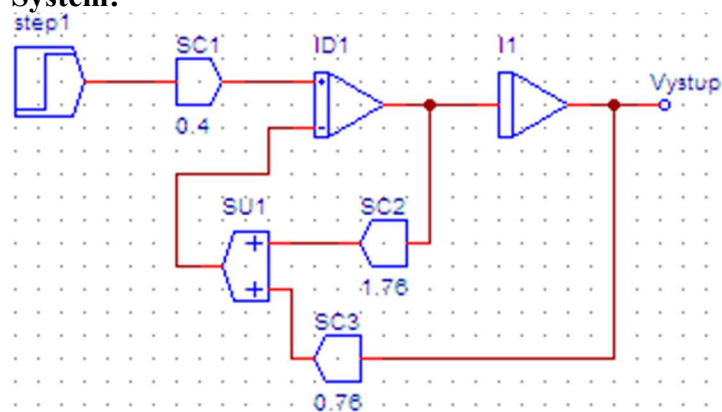 System:
step1
SC1
ID1
I1
Vystup
0.4
SU1
SC2
1.76
SC3
0.76